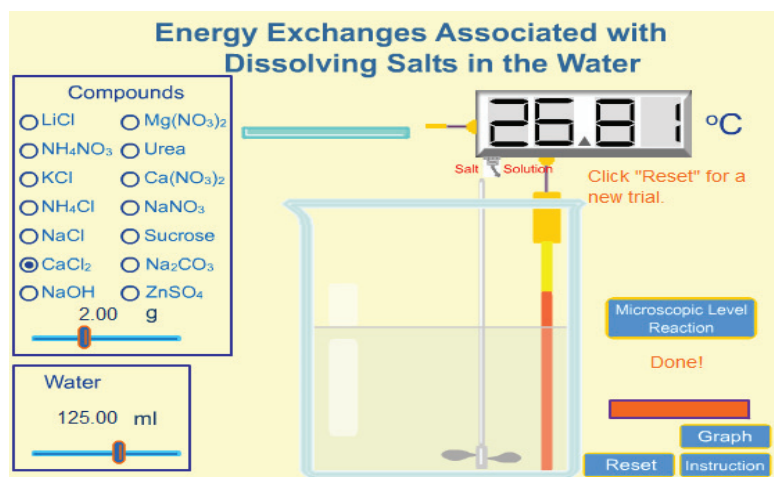 Energy Exchanges Associated with
Dissolving Salts in the Water
Compounds
LiCl
Mg(NO₃)₂
NH₄NO₃
Urea
KCl
Ca(NO₃)₂
NH₄Cl
NaNO₃
NaCl
Sucrose
CaCl₂
Na₂CO₃
NaOH
ZnSO₄
2.00 g
Water
125.00 ml
26.81 °C
Salt Solution
Click "Reset" for a
new trial.
Microscopic Level
Reaction
Done!
Graph
Reset
Instruction